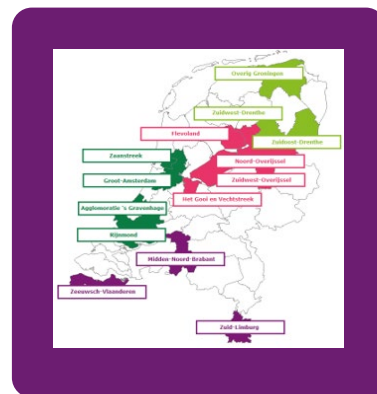 Overig Groningen
Zuidwest-Drenthe
Flevoland
Zuidoost-Drenthe
Zaanstreek
Noord-Overijssel
Groot-Amsterdam
Zuidwest-Overijssel
Het Gooi en Vechtstreek
Agglomeratie 's Gravenhage
Rijnmond
Midden-Noord-Brabant
Zeeuwsch-Vlaanderen
Zuid-Limburg